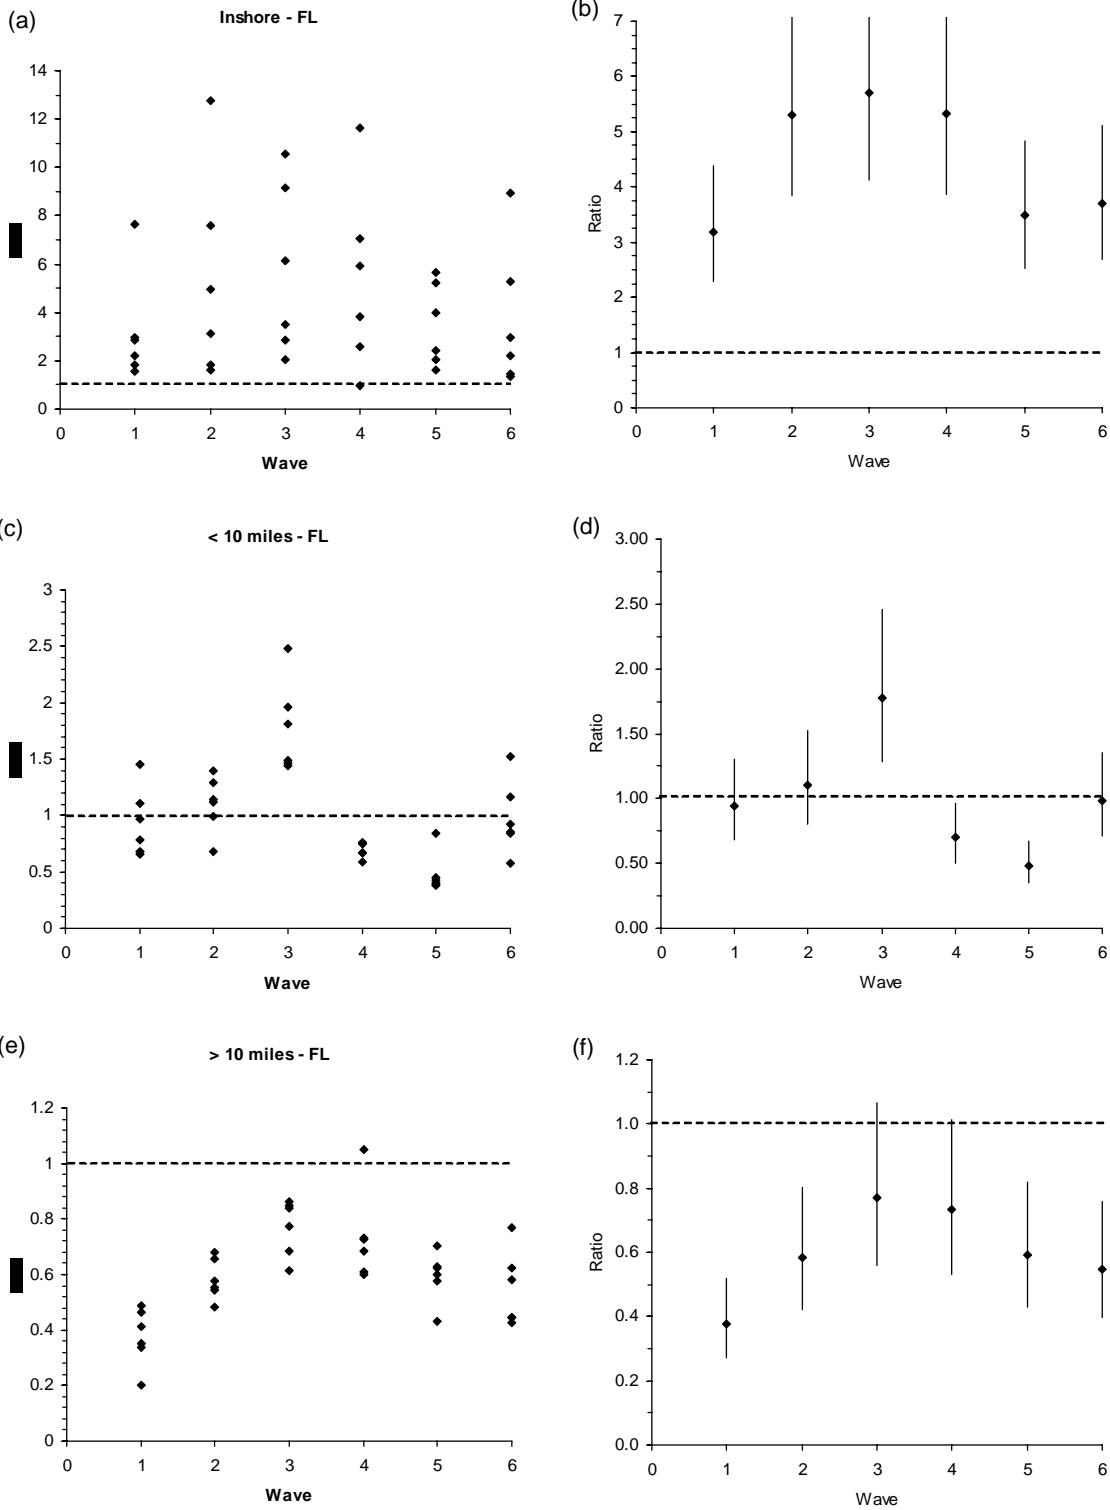 (a)
Inshore - FL
14
12
10
8
6
4
2
0
0 1 2 3 4 5 6
Wave
(b)
7
6
5
4
3
2
1
0
Ratio
0 1 2 3 4 5 6
Wave
(c)
< 10 miles - FL
3
2.5
2
1.5
1
0.5
0
0 1 2 3 4 5 6
Wave
(d)
3.00
2.50
2.00
1.50
1.00
0.50
0.00
Ratio
0 1 2 3 4 5 6
Wave
(e)
> 10 miles - FL
1.2
1
0.8
0.6
0.4
0.2
0
0 1 2 3 4 5 6
Wave
(f)
1.2
1.0
0.8
0.6
0.4
0.2
0.0
Ratio
0 1 2 3 4 5 6
Wave